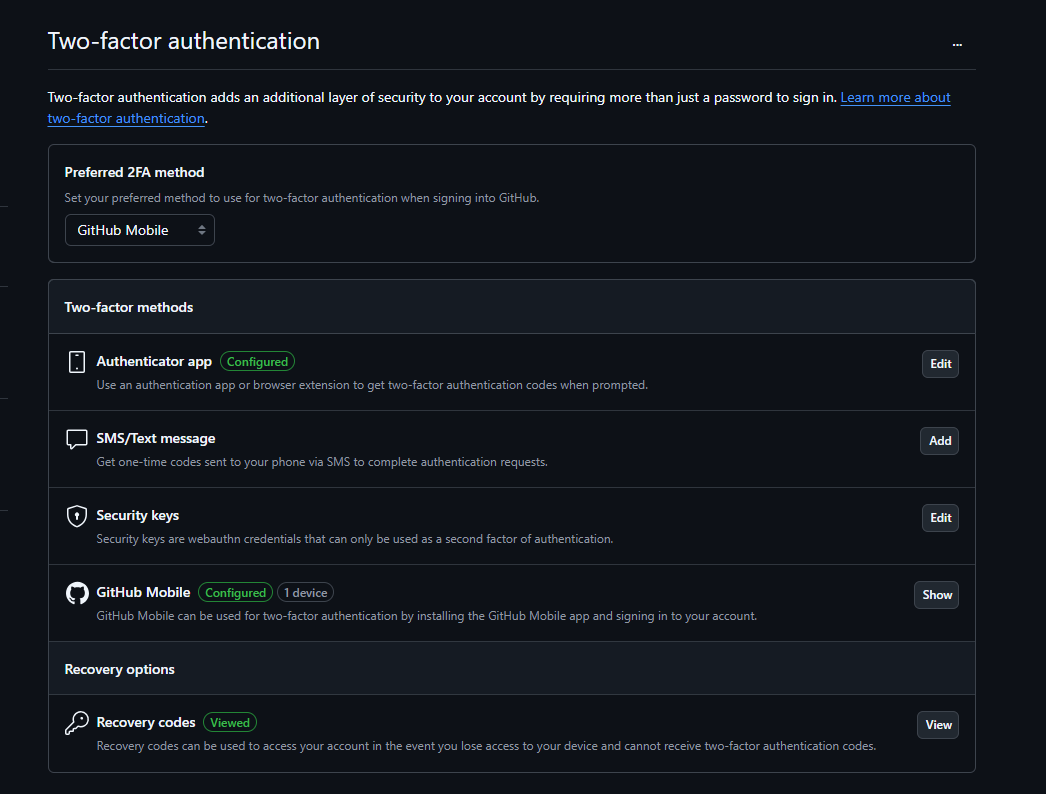 Two-factor authentication
...
Two-factor authentication adds an additional layer of security to your account by requiring more than just a password to sign in. Learn more about
two-factor authentication.
Preferred 2FA method
Set your preferred method to use for two-factor authentication when signing into GitHub.
GitHub Mobile
Two-factor methods
Authenticator app Configured
Edit
Use an authentication app or browser extension to get two-factor authentication codes when prompted.
SMS/Text message
Add
Get one-time codes sent to your phone via SMS to complete authentication requests.
Security keys
Edit
Security keys are webauthn credentials that can only be used as a second factor of authentication.
GitHub Mobile Configured 1 device
Show
GitHub Mobile can be used for two-factor authentication by installing the GitHub Mobile app and signing in to your account.
Recovery options
Recovery codes Viewed
View
Recovery codes can be used to access your account in the event you lose access to your device and cannot receive two-factor authentication codes.